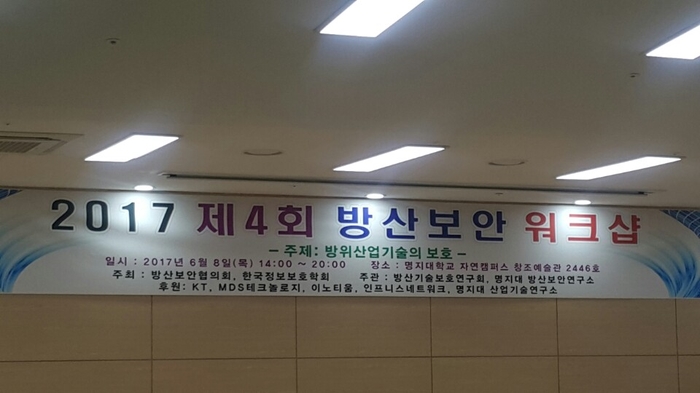 2017 제4회 방산보안 워크샵
– 주제: 방위산업기술의 보호 –
일시 : 2017년 6월 8일(목) 14:00 ~ 20:00 장소 : 명지대학교 자연캠퍼스 창조예술관 2446호
주최 : 방산보안협의회, 한국정보보호학회 주관 : 방산기술보호연구회, 명지대 방산보안연구소
후원: KT, MDS테크놀로지, 이노티움, 인프니스네트워크, 명지대 산업기술연구소